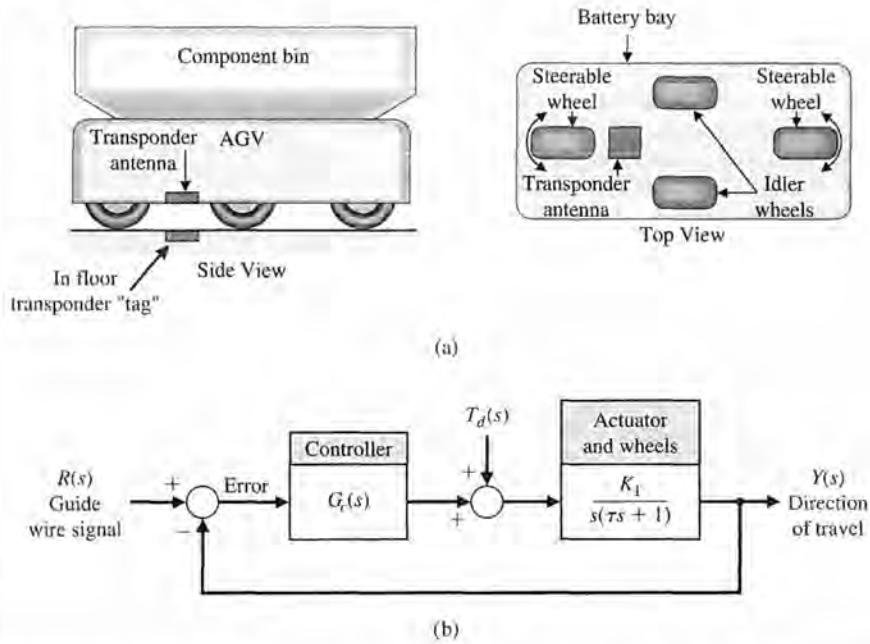 Component bin
Transponder
antenna
AGV
In floor
transponder "tag"
Side View
Battery bay
Steerable
wheel
Steerable
wheel
Transponder
antenna
Idler
wheels
Top View
(a)
R(s)
Guide
wire signal
+
−
Error
Controller
G_c(s)
T_d(s)
+
+
Actuator
and wheels
K_1
s(τs + 1)
Y(s)
Direction
of travel
(b)